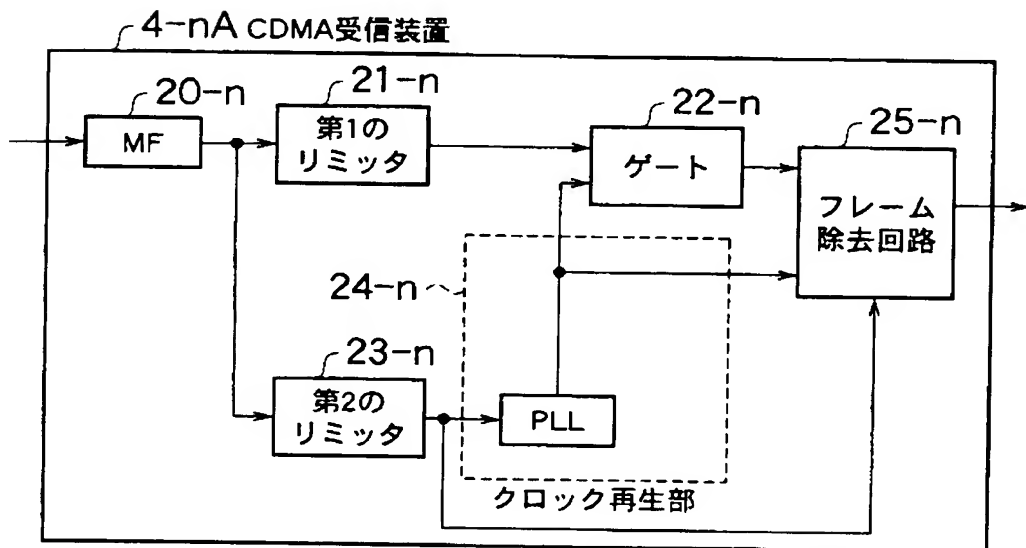 4-nA CDMA受信装置
20-n
MF
21-n
第1の
リミッタ
22-n
ゲート
25-n
フレーム
除去回路
24-n
23-n
第2の
リミッタ
PLL
クロック再生部